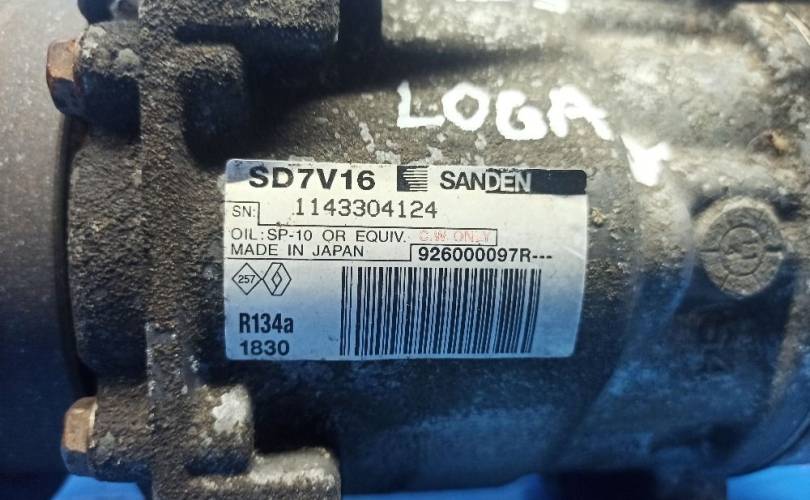 LOGA
SD7V16 SANDEN
SN: 1143304124
OIL:SP-10 OR EQUIV. C.W ONLY
MADE IN JAPAN 926000097R---
257
R134a
1830